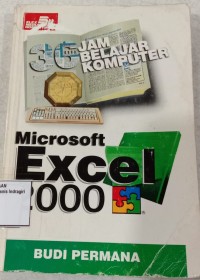 36 JAM
BELAJAR
KOMPUTER
Microsoft
Excel
2000
BUDI PERMANA